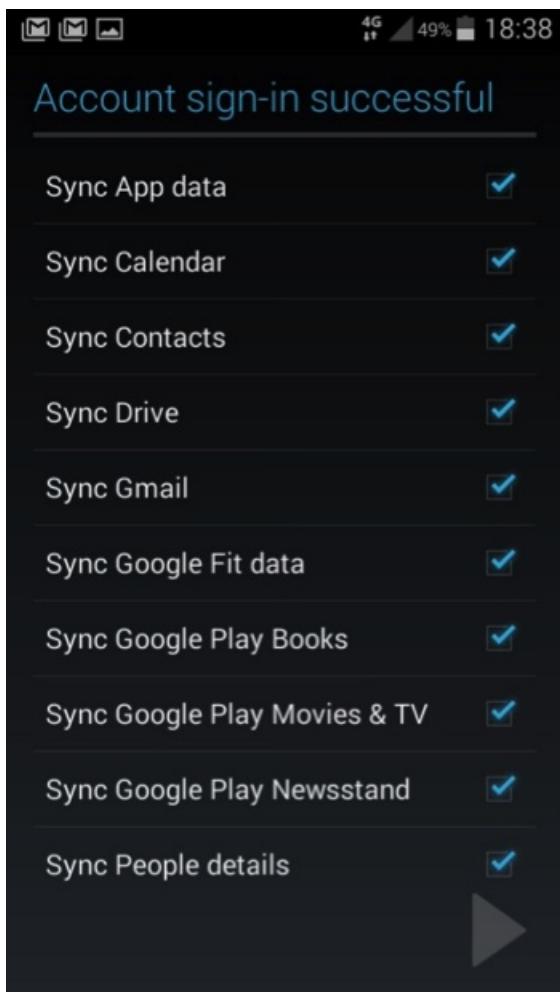 4G 49% 18:38
Account sign-in successful
Sync App data
Sync Calendar
Sync Contacts
Sync Drive
Sync Gmail
Sync Google Fit data
Sync Google Play Books
Sync Google Play Movies & TV
Sync Google Play Newsstand
Sync People details